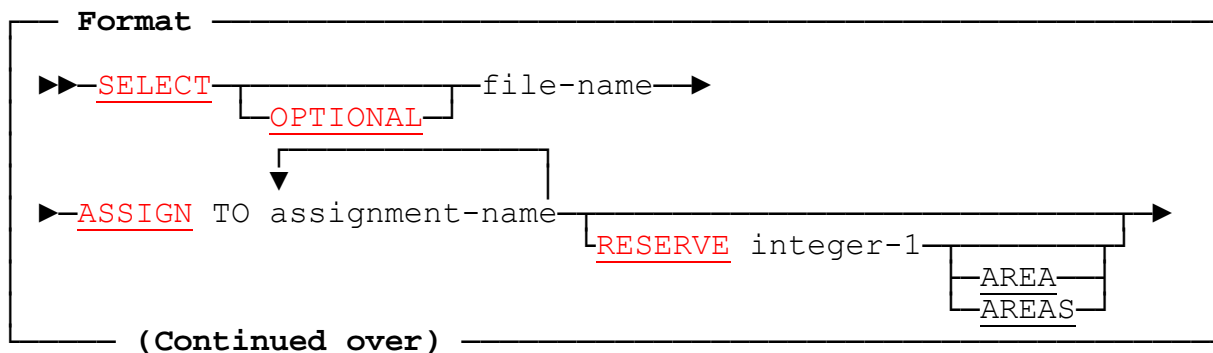 Format
SELECT file-name
OPTIONAL
ASSIGN TO assignment-name
RESERVE integer-1
AREA
AREAS
(Continued over)